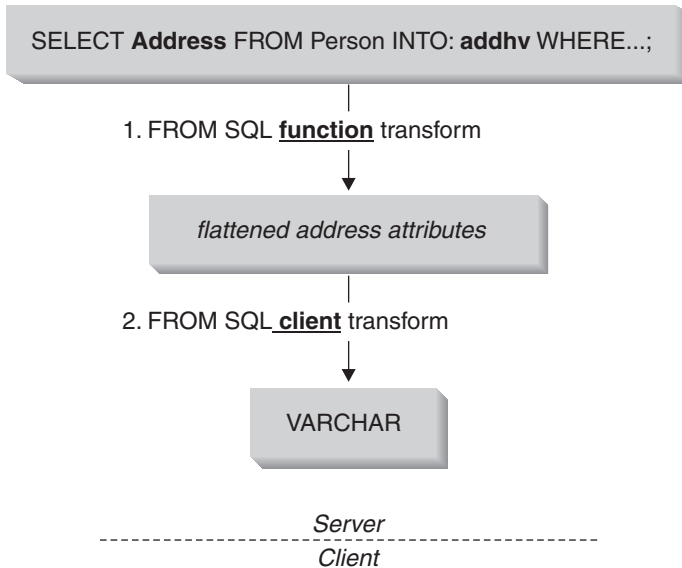 SELECT Address FROM Person INTO: addhv WHERE...;
1. FROM SQL function transform
flattened address attributes
2. FROM SQL client transform
VARCHAR
Server
Client